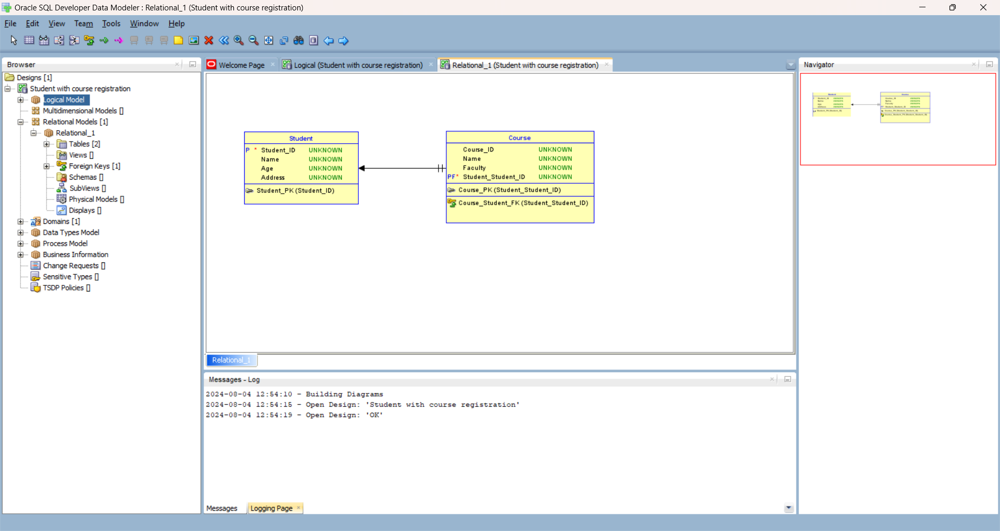 Oracle SQL Developer Data Modeler : Relational_1 (Student with course registration)
File Edit View Team Tools Window Help
Browser
Designs [1]
Student with course registration
Logical Model
Multidimensional Models []
Relational Models [1]
Relational_1
Tables [2]
Views []
Foreign Keys [1]
Schemas []
SubViews []
Physical Models []
Displays []
Domains [1]
Data Types Model
Process Model
Business Information
Change Requests []
Sensitive Types []
TSDP Policies []
Welcome Page
Logical (Student with course registration)
Relational_1 (Student with course registration)
Student
P * Student_ID UNKNOWN
Name UNKNOWN
Age UNKNOWN
Address UNKNOWN
Student_PK (Student_ID)
Course
Course_ID UNKNOWN
Name UNKNOWN
Faculty UNKNOWN
PF* Student_Student_ID UNKNOWN
Course_PK (Student_Student_ID)
Course_Student_FK (Student_Student_ID)
Relational_1
Messages - Log
2024-08-04 12:54:10 - Building Diagrams
2024-08-04 12:54:15 - Open Design: 'Student with course registration'
2024-08-04 12:54:19 - Open Design: 'OK'
Messages
Logging Page
Navigator